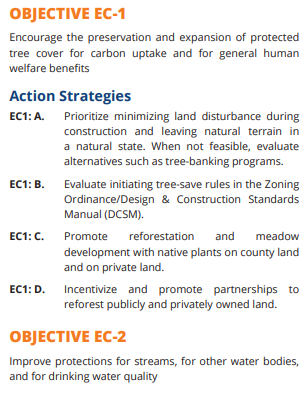 OBJECTIVE EC-1
Encourage the preservation and expansion of protected
tree cover for carbon uptake and for general human
welfare benefits
Action Strategies
EC1: A. Prioritize minimizing land disturbance during
construction and leaving natural terrain in
a natural state. When not feasible, evaluate
alternatives such as tree-banking programs.
EC1: B. Evaluate initiating tree-save rules in the Zoning
Ordinance/Design & Construction Standards
Manual (DCSM).
EC1: C. Promote reforestation and meadow
development with native plants on county land
and on private land.
EC1: D. Incentivize and promote partnerships to
reforest publicly and privately owned land.
OBJECTIVE EC-2
Improve protections for streams, for other water bodies,
and for drinking water quality